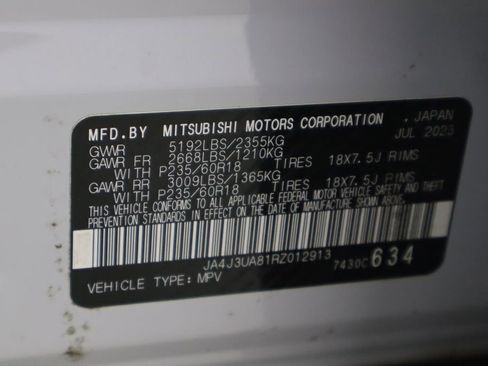 MFD.BY MITSUBISHI MOTORS CORPORATION , JAPAN
JUL 2023
GVWR 5192LBS/2355KG
GAWR FR 2668LBS/1210KG
WITH P235/60R18 TIRES 18X7.5J RIMS
GAWR RR 3009LBS/1365KG
WITH P235/60R18 TIRES 18X7.5J RIMS
THIS VEHICLE CONFORMS TO ALL APPLICABLE FEDERAL MOTOR VEHICLE SAFETY AND THEFT
PREVENTION STANDARDS IN EFFECT ON THE DATE OF MANUFACTURE SHOWN ABOVE.
JA4J3UA81RZ012913 7430C 634
VEHICLE TYPE: MPV